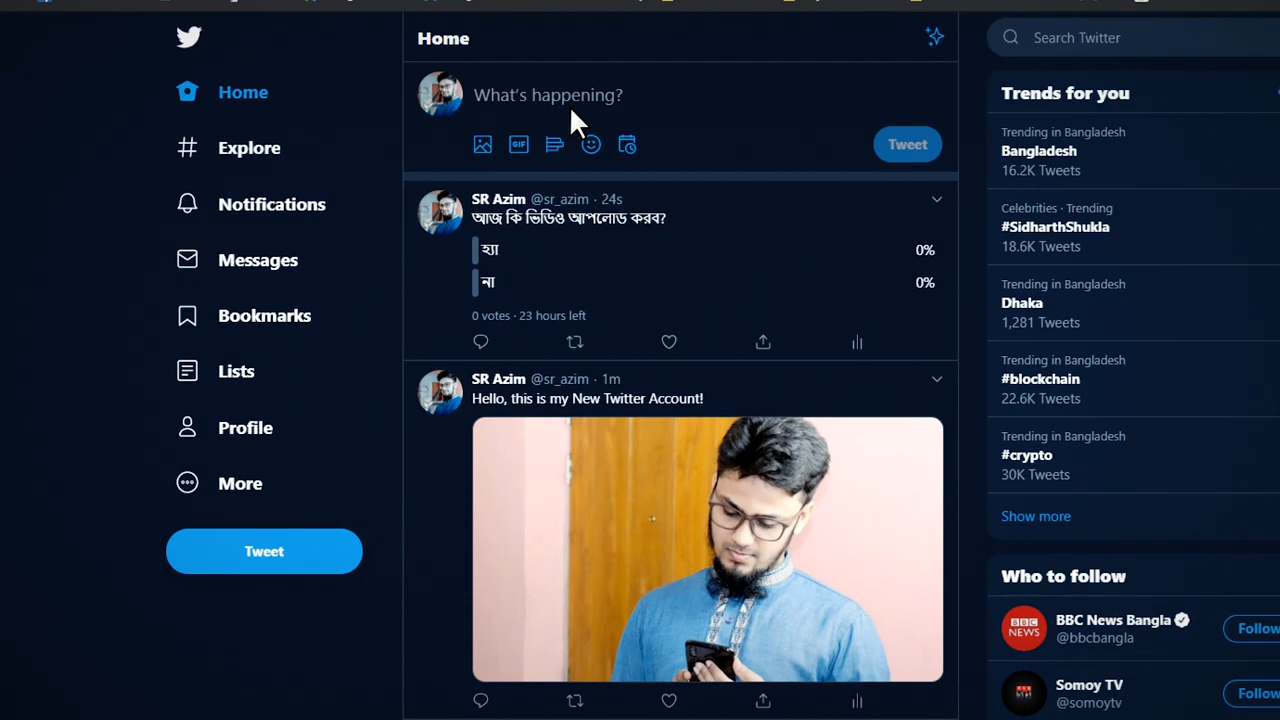 Home
Explore
Notifications
Messages
Bookmarks
Lists
Profile
More
Tweet
Home
What's happening?
GIF
Tweet
SR Azim @sr_azim · 24s
আজ কি ভিডিও আপলোড করব?
হ্যা 0%
না 0%
0 votes · 23 hours left
SR Azim @sr_azim · 1m
Hello, this is my New Twitter Account!
Search Twitter
Trends for you
Trending in Bangladesh
Bangladesh
16.2K Tweets
Celebrities · Trending
#SidharthShukla
18.6K Tweets
Trending in Bangladesh
Dhaka
1,281 Tweets
Trending in Bangladesh
#blockchain
22.6K Tweets
Trending in Bangladesh
#crypto
30K Tweets
Show more
Who to follow
BBC NEWS
BBC News Bangla
@bbcbangla
Follow
Somoy TV
@somoytv
Follow